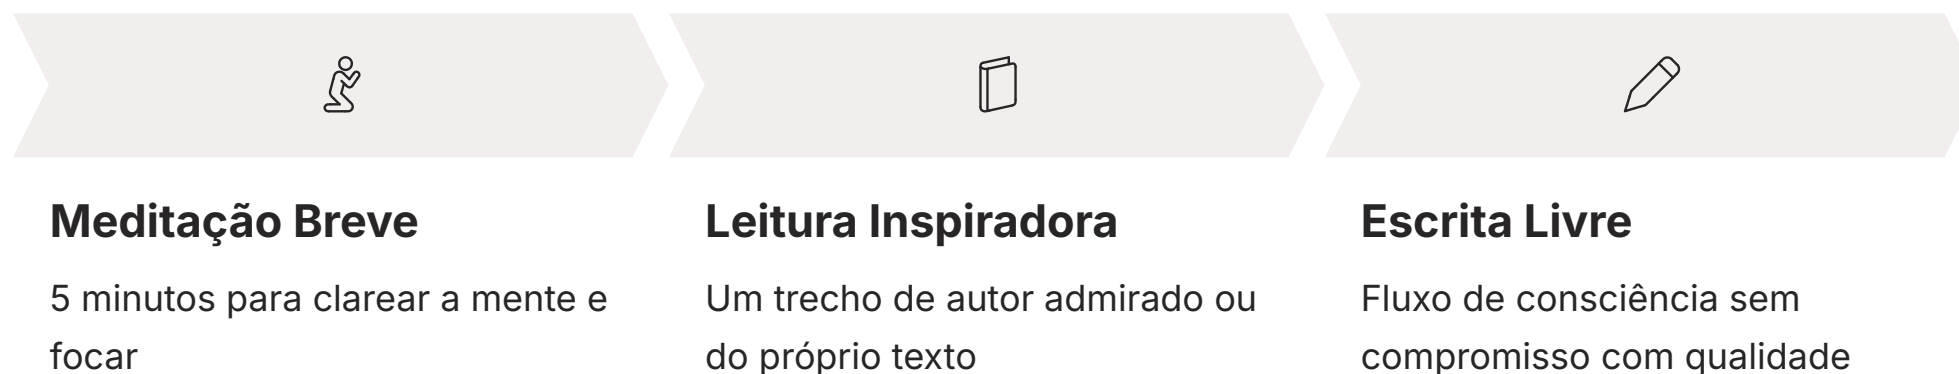 Meditação Breve
5 minutos para clarear a mente e
focar
Leitura Inspiradora
Um trecho de autor admirado ou
do próprio texto
Escrita Livre
Fluxo de consciência sem
compromisso com qualidade